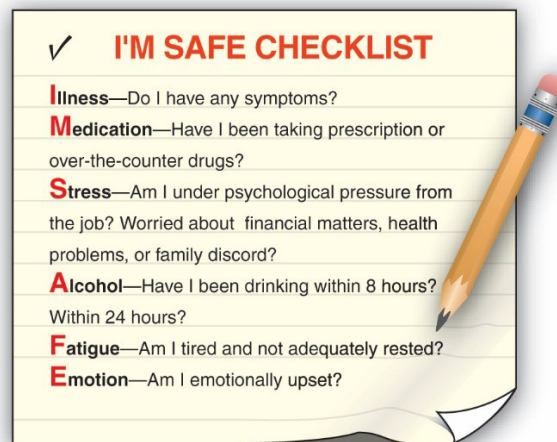 I'M SAFE CHECKLIST
Illness—Do I have any symptoms?
Medication—Have I been taking prescription or
over-the-counter drugs?
Stress—Am I under psychological pressure from
the job? Worried about financial matters, health
problems, or family discord?
Alcohol—Have I been drinking within 8 hours?
Within 24 hours?
Fatigue—Am I tired and not adequately rested?
Emotion—Am I emotionally upset?